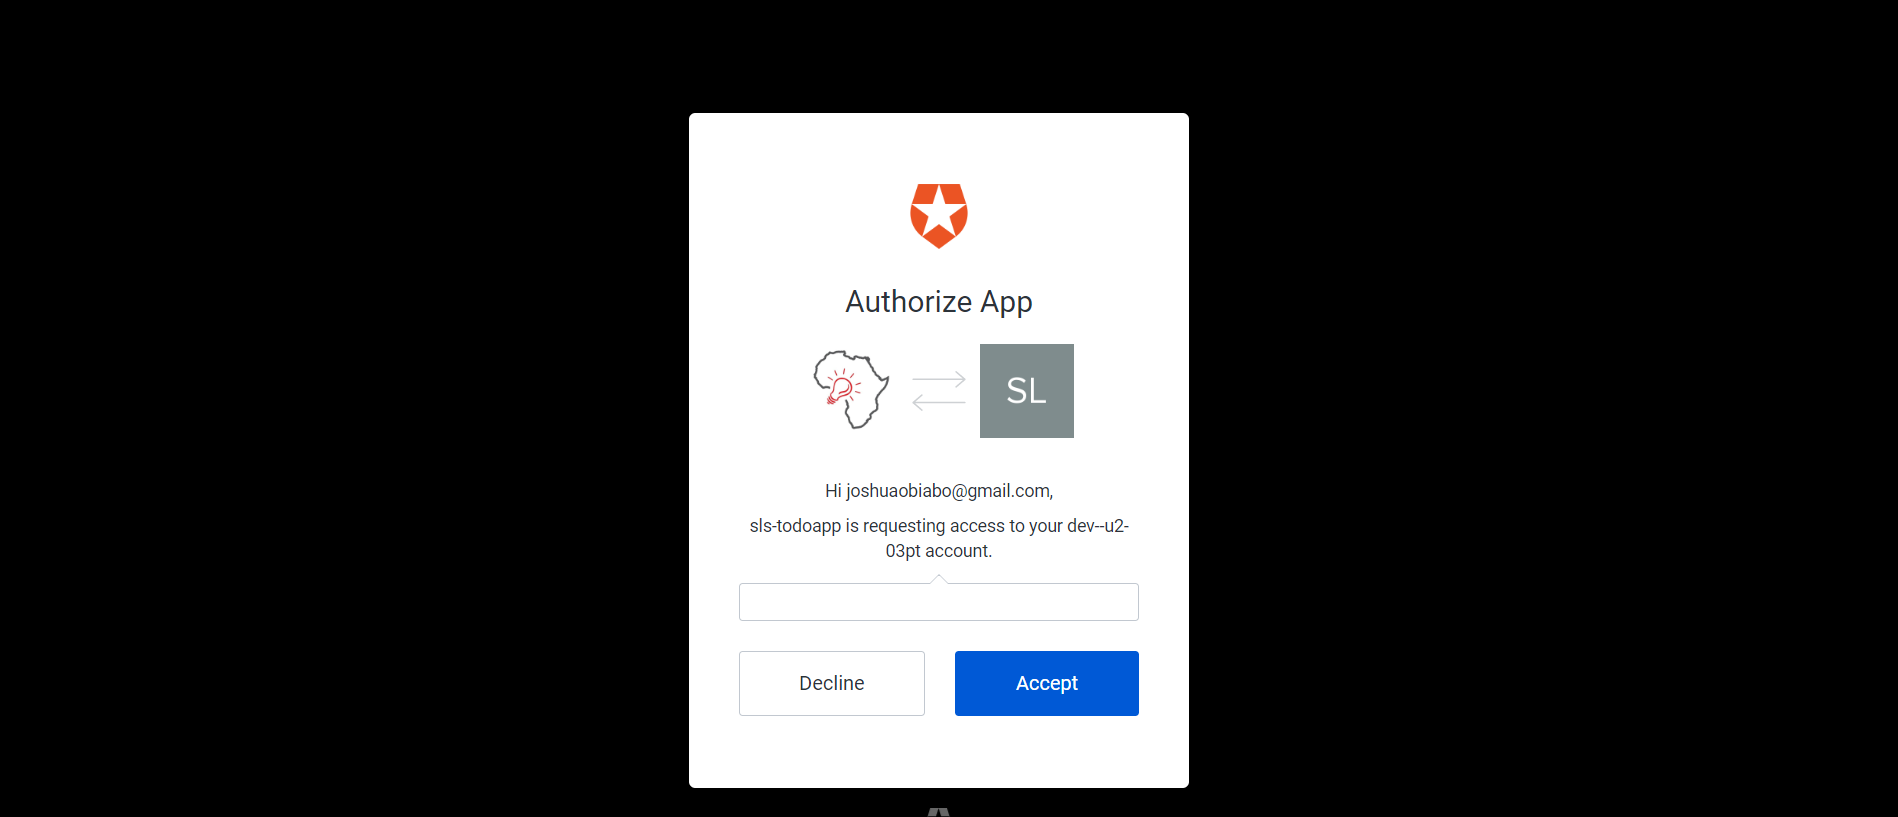 Authorize App
SL
Hi joshuaobiabo@gmail.com,
sls-todoapp is requesting access to your dev--u2-
03pt account.
Decline
Accept